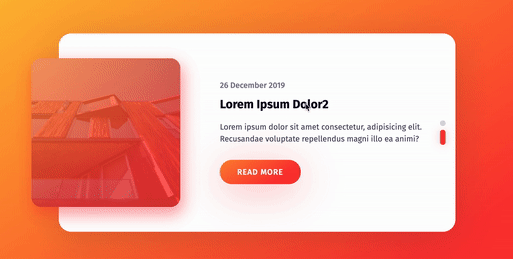 26 December 2019
Lorem Ipsum Dolor2
Lorem ipsum dolor sit amet consectetur, adipisicing elit.
Recusandae voluptate repellendus magni illo ea animi?
READ MORE